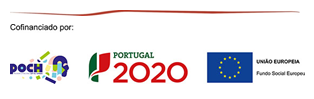 Cofinanciado por:
POCH
PORTUGAL
2020
UNIÃO EUROPEIA
Fundo Social Europeu